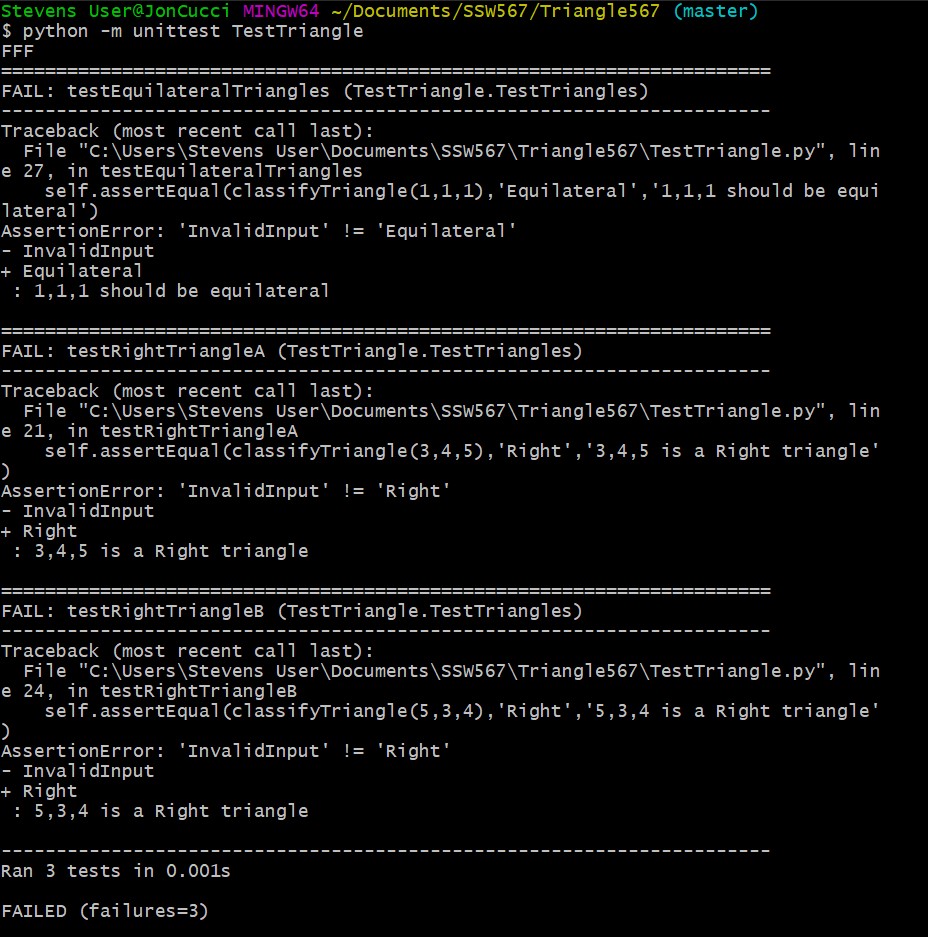 Stevens User@JonCucci MINGW64 ~/Documents/SSW567/Triangle567 (master)
$ python -m unittest TestTriangle
FFF
======================================================================
FAIL: testEquilateralTriangles (TestTriangle.TestTriangles)
----------------------------------------------------------------------
Traceback (most recent call last):
  File "C:\Users\Stevens User\Documents\SSW567\Triangle567\TestTriangle.py", lin
e 27, in testEquilateralTriangles
    self.assertEqual(classifyTriangle(1,1,1),'Equilateral','1,1,1 should be equi
lateral')
AssertionError: 'InvalidInput' != 'Equilateral'
- InvalidInput
+ Equilateral
 : 1,1,1 should be equilateral

======================================================================
FAIL: testRightTriangleA (TestTriangle.TestTriangles)
----------------------------------------------------------------------
Traceback (most recent call last):
  File "C:\Users\Stevens User\Documents\SSW567\Triangle567\TestTriangle.py", lin
e 21, in testRightTriangleA
    self.assertEqual(classifyTriangle(3,4,5),'Right','3,4,5 is a Right triangle'
)
AssertionError: 'InvalidInput' != 'Right'
- InvalidInput
+ Right
 : 3,4,5 is a Right triangle

======================================================================
FAIL: testRightTriangleB (TestTriangle.TestTriangles)
----------------------------------------------------------------------
Traceback (most recent call last):
  File "C:\Users\Stevens User\Documents\SSW567\Triangle567\TestTriangle.py", lin
e 24, in testRightTriangleB
    self.assertEqual(classifyTriangle(5,3,4),'Right','5,3,4 is a Right triangle'
)
AssertionError: 'InvalidInput' != 'Right'
- InvalidInput
+ Right
 : 5,3,4 is a Right triangle

----------------------------------------------------------------------
Ran 3 tests in 0.001s

FAILED (failures=3)